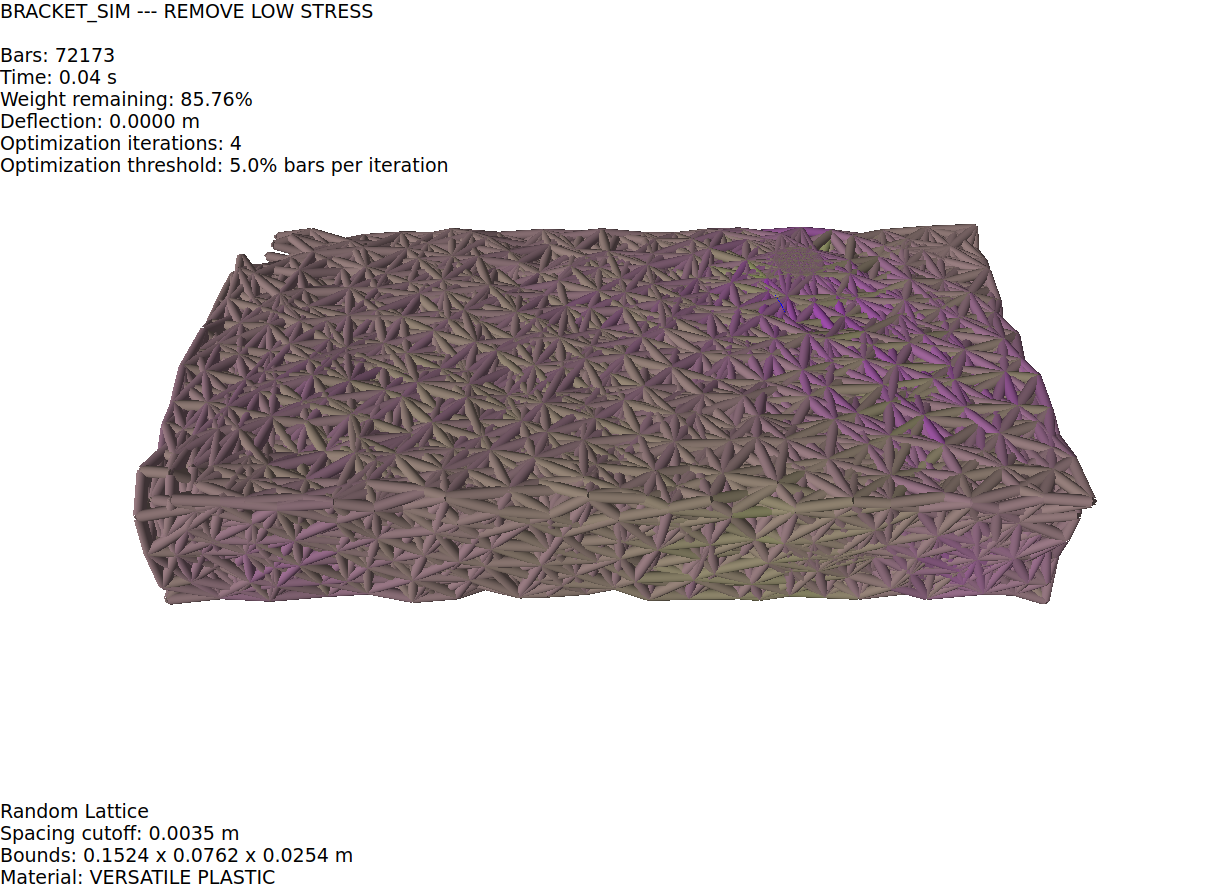 BRACKET_SIM --- REMOVE LOW STRESS
Bars: 72173
Time: 0.04 s
Weight remaining: 85.76%
Deflection: 0.0000 m
Optimization iterations: 4
Optimization threshold: 5.0% bars per iteration
Random Lattice
Spacing cutoff: 0.0035 m
Bounds: 0.1524 x 0.0762 x 0.0254 m
Material: VERSATILE PLASTIC